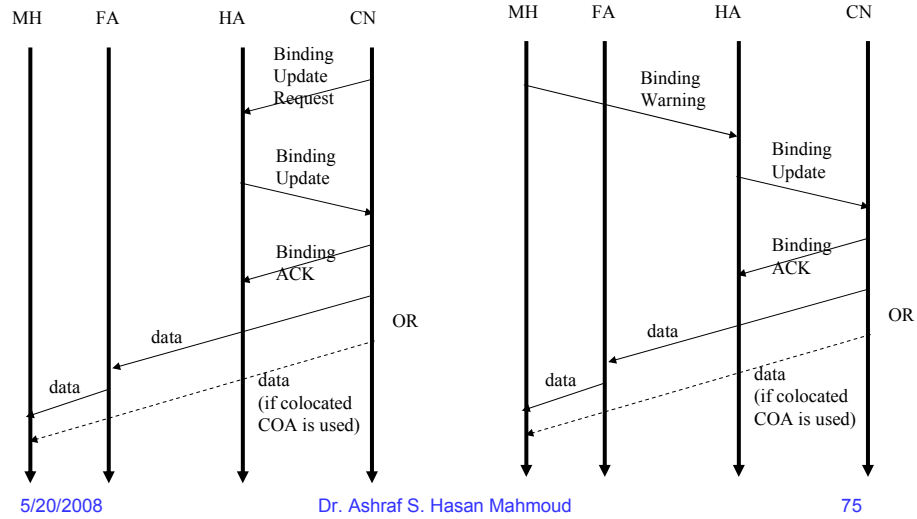 MH FA HA CN
Binding
Update
Request
Binding
Update
Binding
ACK
OR
data
data
data
(if colocated
COA is used)
MH FA HA CN
Binding
Warning
Binding
Update
Binding
ACK
OR
data
data
data
(if colocated
COA is used)
5/20/2008 Dr. Ashraf S. Hasan Mahmoud 75